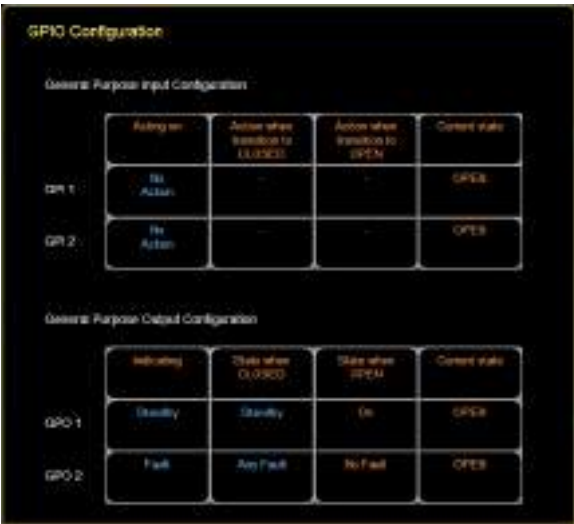 GPIO Configuration
General Purpose Input Configuration
Acting on
Action when
transition to
CLOSED
Action when
transition to
OPEN
Current state
GPI 1
No
Action
-
-
OPEN
GPI 2
No
Action
-
-
OPEN
General Purpose Output Configuration
Indicating
State when
CLOSED
State when
OPEN
Current state
GPO 1
Standby
Standby
On
OPEN
GPO 2
Fault
Any Fault
No Fault
OPEN